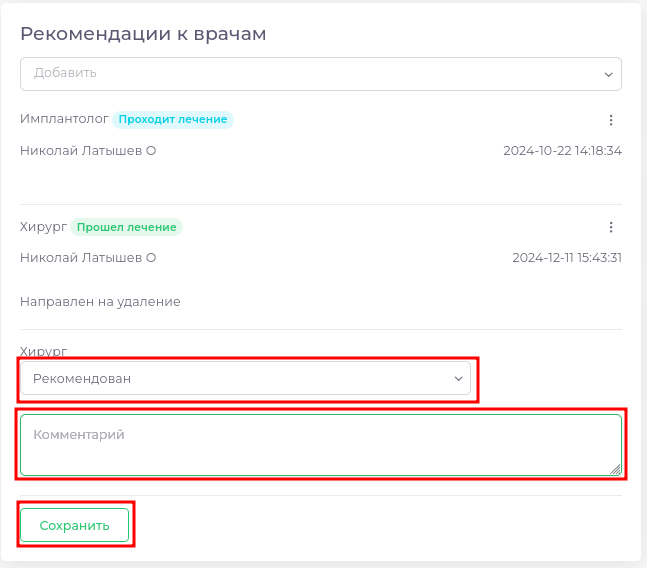 Рекомендации к врачам
Добавить
Имплантолог Проходит лечение
Николай Латышев О 2024-10-22 14:18:34
Хирург Прошел лечение
Николай Латышев О 2024-12-11 15:43:31
Направлен на удаление
Хирург
Рекомендован
Комментарий
Сохранить